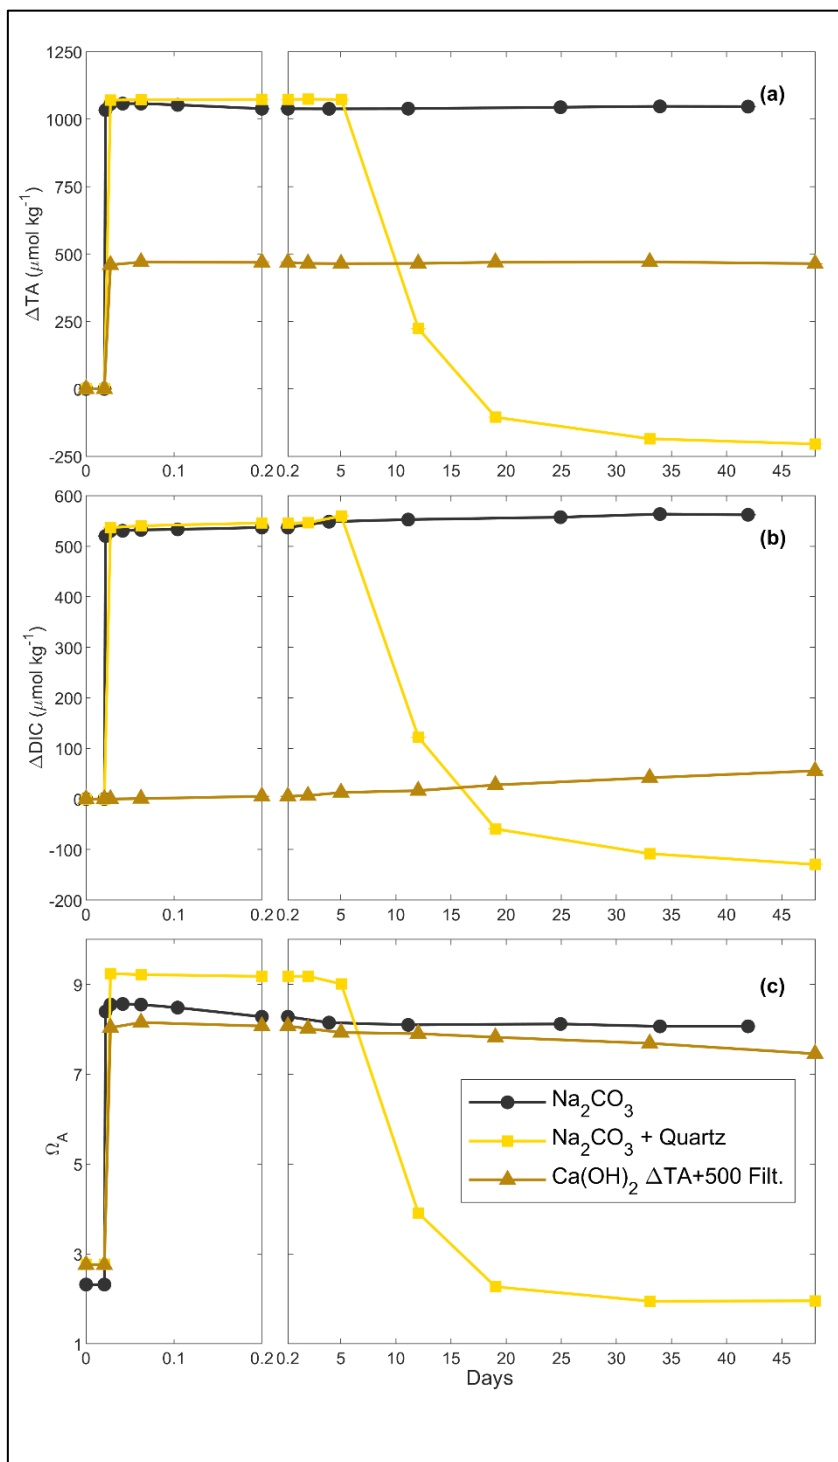 1250
1000
750
500
250
0
-250
ΔTA (μmol kg⁻¹)
(a)
0 0.1 0.2 0.2 5 10 15 20 25 30 35 40 45
600
500
400
300
200
100
0
-100
-200
ΔDIC (μmol kg⁻¹)
(b)
0 0.1 0.2 0.2 5 10 15 20 25 30 35 40 45
9
7
5
3
1
Ω_A
(c)
Na₂CO₃
Na₂CO₃ + Quartz
Ca(OH)₂ ΔTA+500 Filt.
0 0.1 0.2 0.2 5 10 15 20 25 30 35 40 45
Days